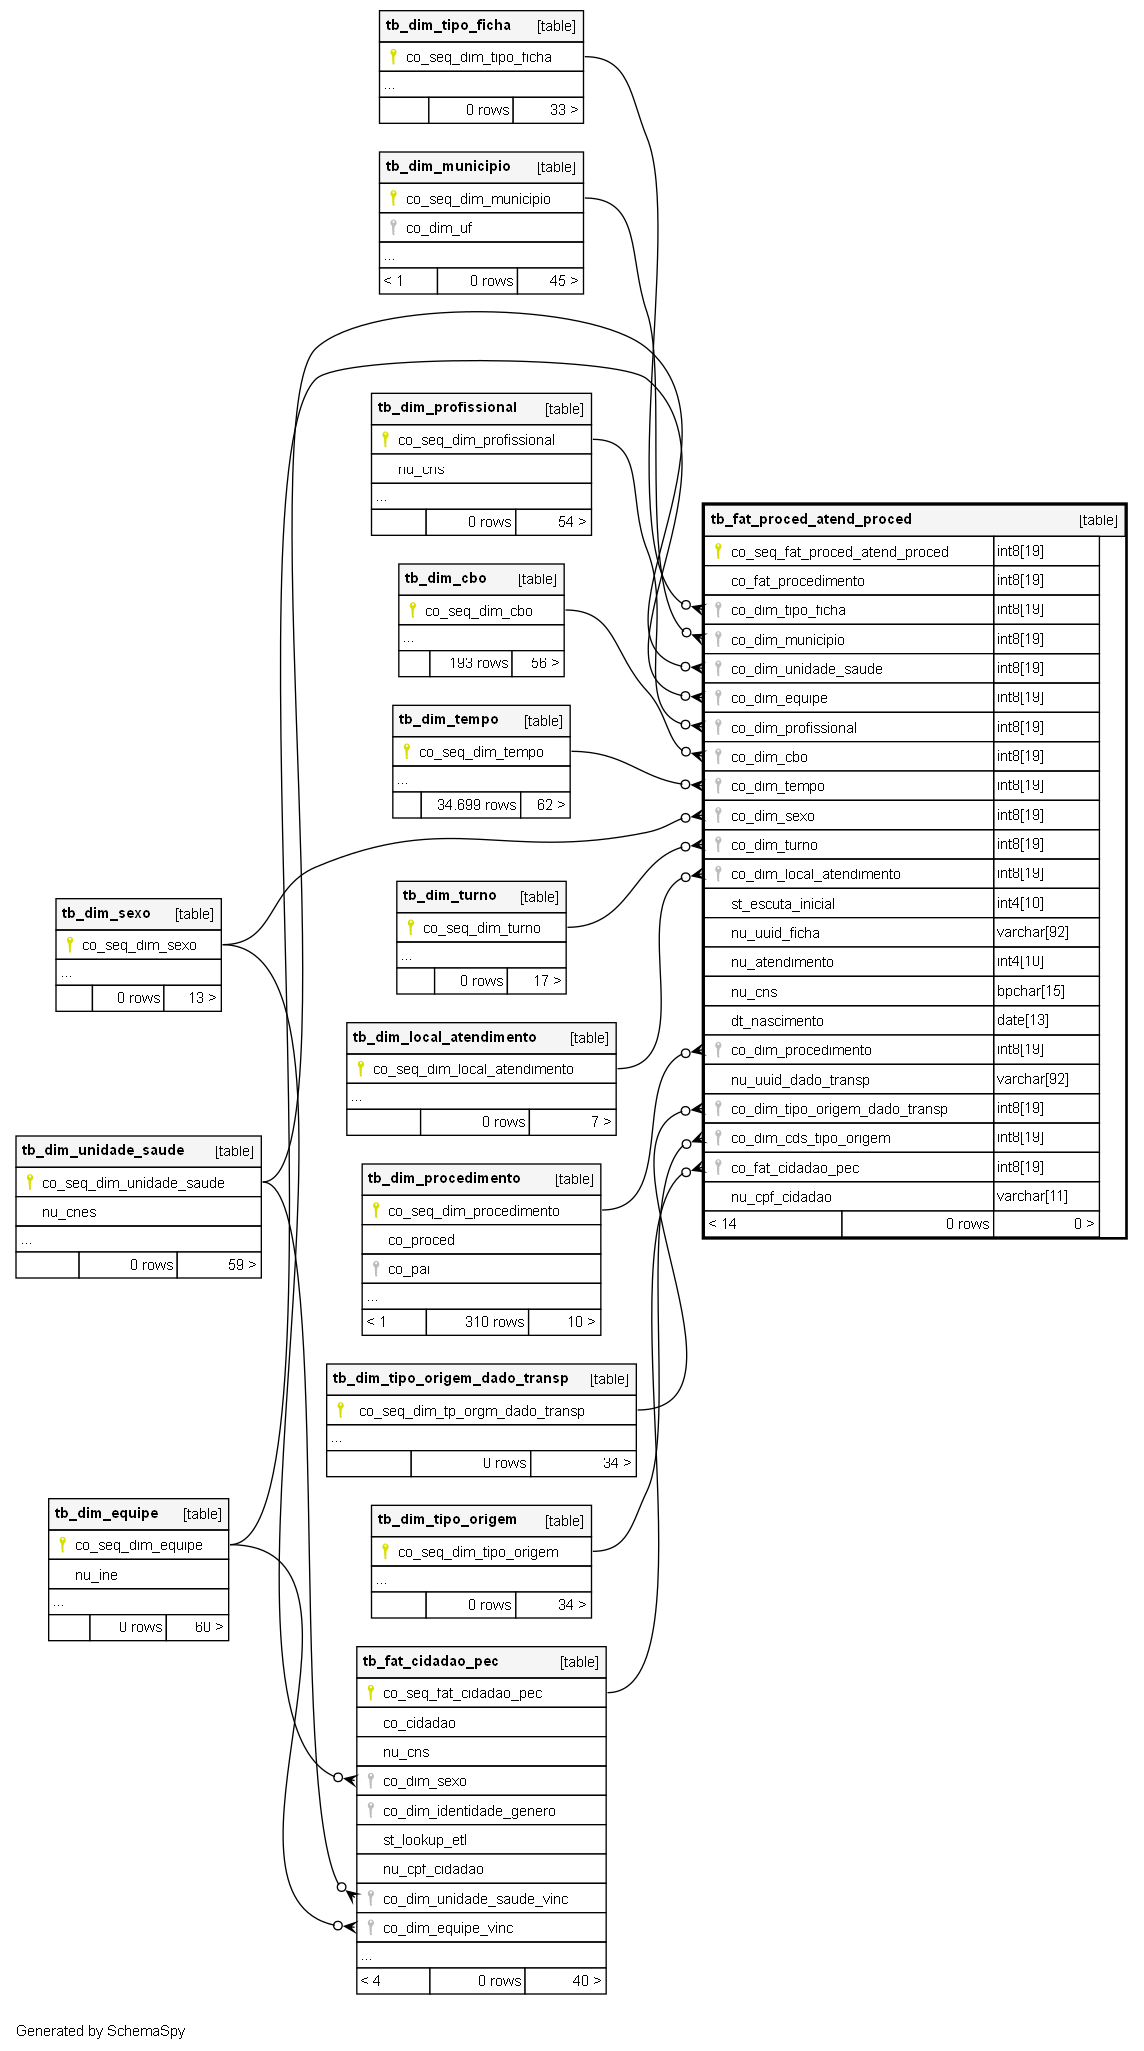 tb_dim_tipo_ficha [table]
co_seq_dim_tipo_ficha
...
0 rows 33 >
tb_dim_municipio [table]
co_seq_dim_municipio
co_dim_uf
...
< 1 0 rows 45 >
tb_dim_profissional [table]
co_seq_dim_profissional
nu_cns
...
0 rows 54 >
tb_dim_cbo [table]
co_seq_dim_cbo
...
193 rows 56 >
tb_dim_tempo [table]
co_seq_dim_tempo
...
34.699 rows 62 >
tb_dim_sexo [table]
co_seq_dim_sexo
...
0 rows 13 >
tb_dim_turno [table]
co_seq_dim_turno
...
0 rows 17 >
tb_dim_local_atendimento [table]
co_seq_dim_local_atendimento
...
0 rows 7 >
tb_dim_unidade_saude [table]
co_seq_dim_unidade_saude
nu_cnes
...
0 rows 59 >
tb_dim_procedimento [table]
co_seq_dim_procedimento
co_proced
co_pai
...
< 1 310 rows 10 >
tb_dim_tipo_origem_dado_transp [table]
co_seq_dim_tp_orgm_dado_transp
...
0 rows 34 >
tb_dim_equipe [table]
co_seq_dim_equipe
nu_ine
...
0 rows 60 >
tb_dim_tipo_origem [table]
co_seq_dim_tipo_origem
...
0 rows 34 >
tb_fat_cidadao_pec [table]
co_seq_fat_cidadao_pec
co_cidadao
nu_cns
co_dim_sexo
co_dim_identidade_genero
st_lookup_etl
nu_cpf_cidadao
co_dim_unidade_saude_vinc
co_dim_equipe_vinc
...
< 4 0 rows 40 >
tb_fat_proced_atend_proced [table]
co_seq_fat_proced_atend_proced int8[19]
co_fat_procedimento int8[19]
co_dim_tipo_ficha int8[19]
co_dim_municipio int8[19]
co_dim_unidade_saude int8[19]
co_dim_equipe int8[19]
co_dim_profissional int8[19]
co_dim_cbo int8[19]
co_dim_tempo int8[19]
co_dim_sexo int8[19]
co_dim_turno int8[19]
co_dim_local_atendimento int8[19]
st_escuta_inicial int4[10]
nu_uuid_ficha varchar[92]
nu_atendimento int4[10]
nu_cns bpchar[15]
dt_nascimento date[13]
co_dim_procedimento int8[19]
nu_uuid_dado_transp varchar[92]
co_dim_tipo_origem_dado_transp int8[19]
co_dim_cds_tipo_origem int8[19]
co_fat_cidadao_pec int8[19]
nu_cpf_cidadao varchar[11]
< 14 0 rows 0 >
Generated by SchemaSpy